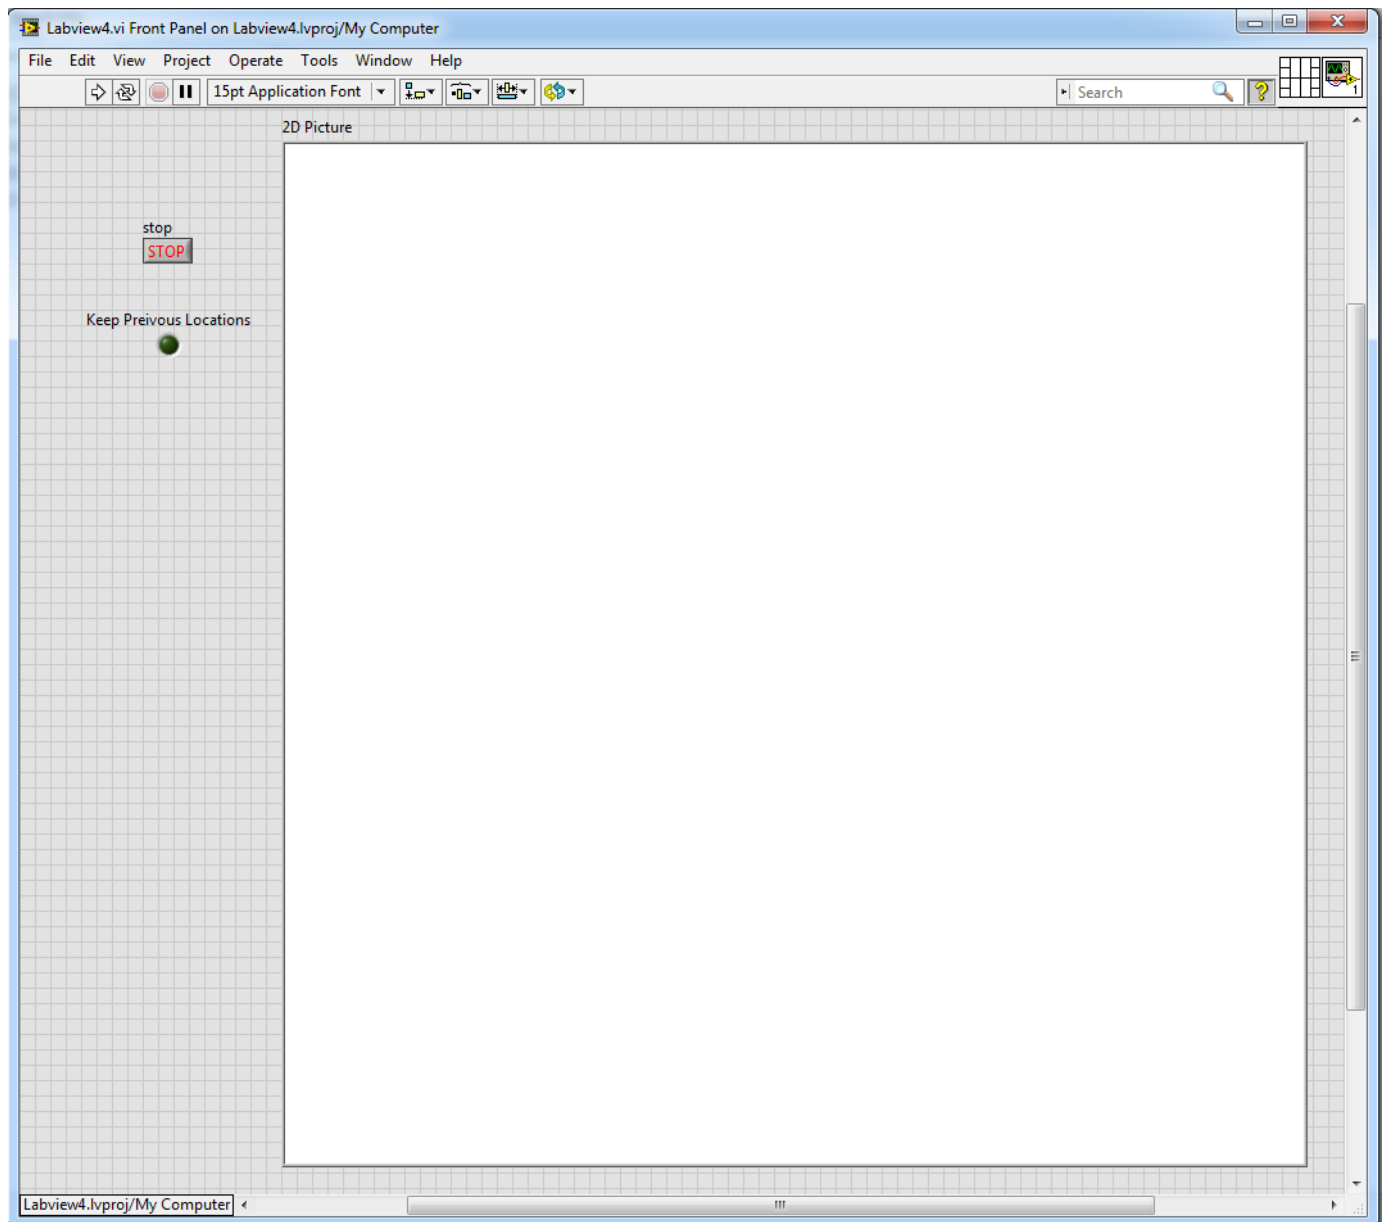 Labview4.vi Front Panel on Labview4.lvproj/My Computer
File Edit View Project Operate Tools Window Help
15pt Application Font Search ? 1
2D Picture
stop
STOP
Keep Preivous Locations
Labview4.lvproj/My Computer